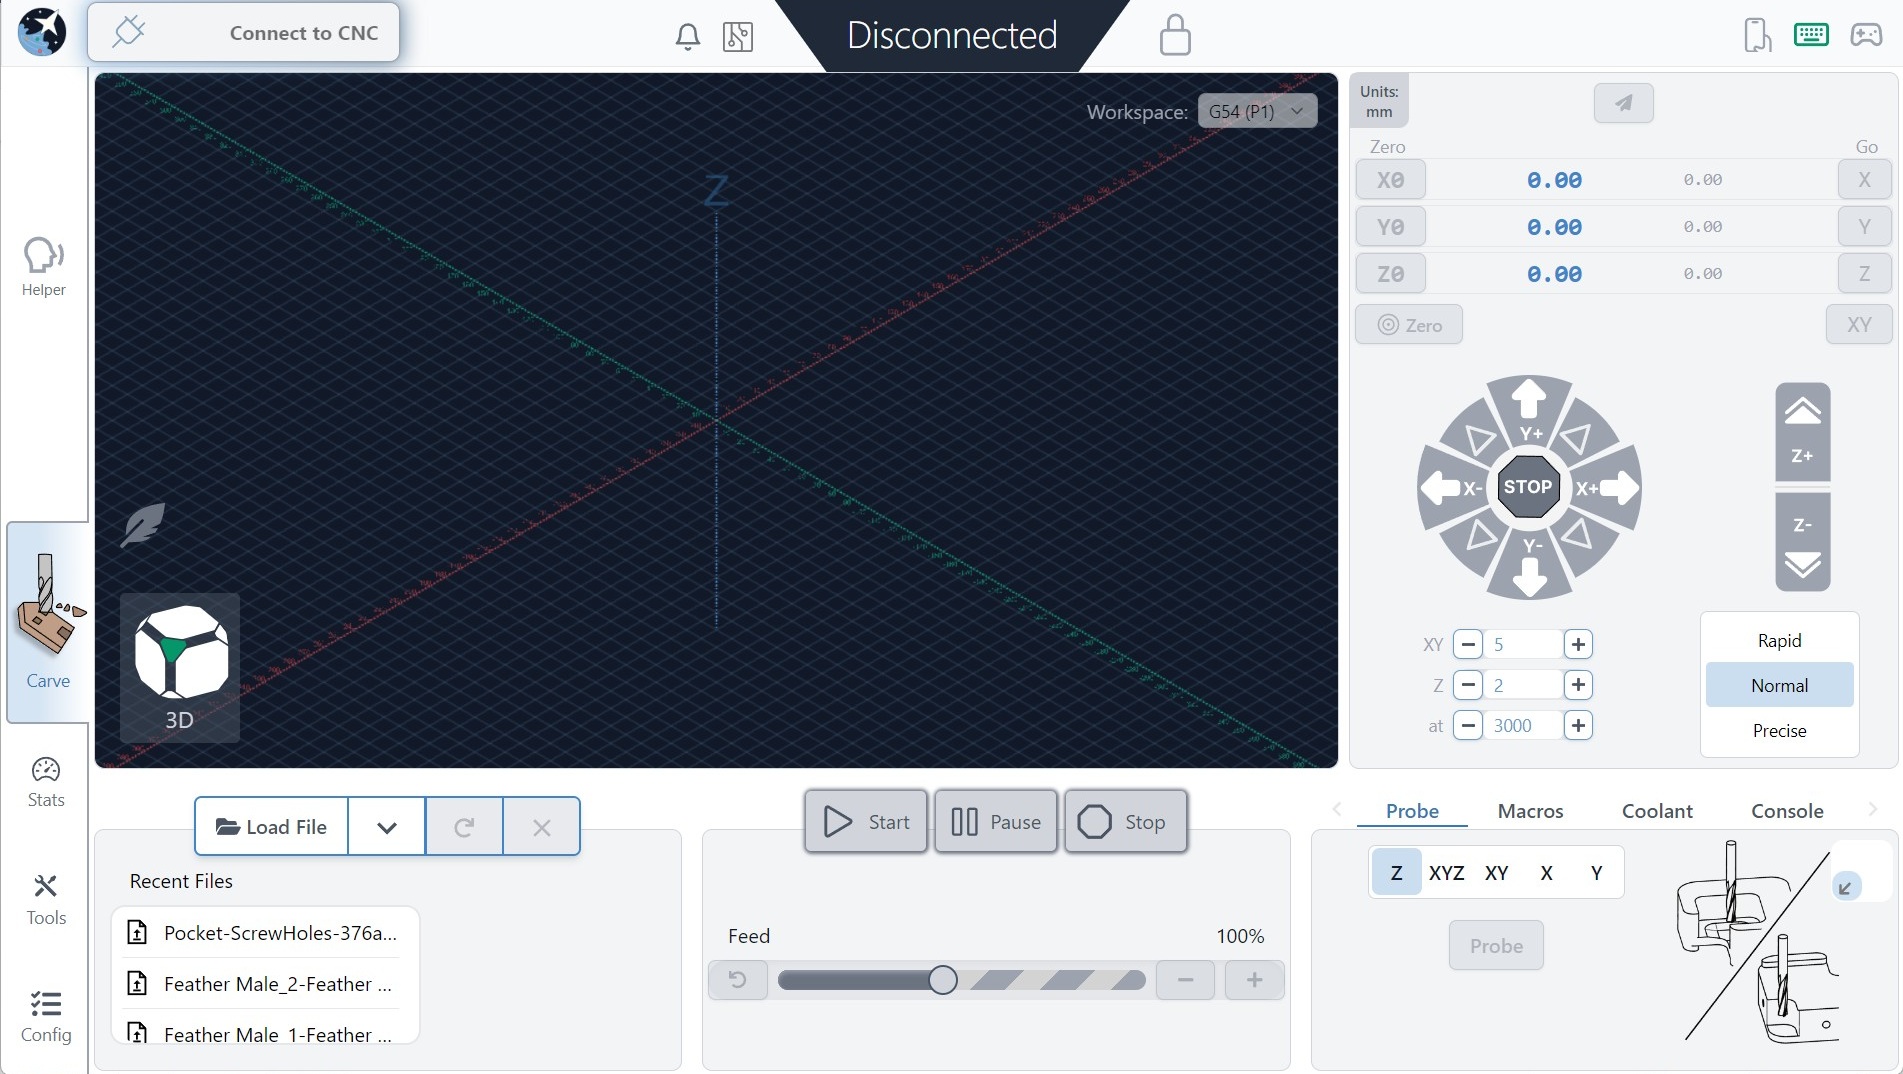 Connect to CNC
Disconnected
Workspace:
G54 (P1)
Z
3D
Units:
mm
Zero
Go
X0
0.00
0.00
X
Y0
0.00
0.00
Y
Z0
0.00
0.00
Z
Zero
XY
Y+
X-
STOP
X+
Y-
Z+
Z-
XY
5
Z
2
at
3000
Rapid
Normal
Precise
Helper
Carve
Stats
Tools
Config
Load File
Recent Files
Pocket-ScrewHoles-376a...
Feather Male_2-Feather ...
Feather Male_1-Feather ...
Start
Pause
Stop
Feed
100%
Probe
Macros
Coolant
Console
Z
XYZ
XY
X
Y
Probe